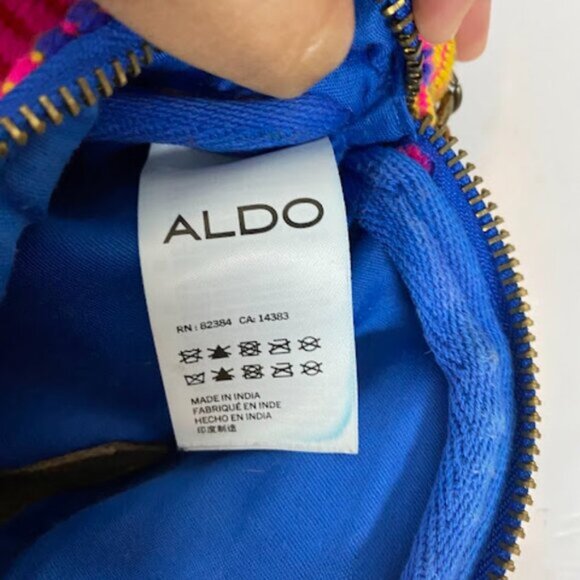 ALDO
RN : 82384 CA: 14383
MADE IN INDIA
FABRIQUÉ EN INDE
HECHO EN INDIA
印度制造